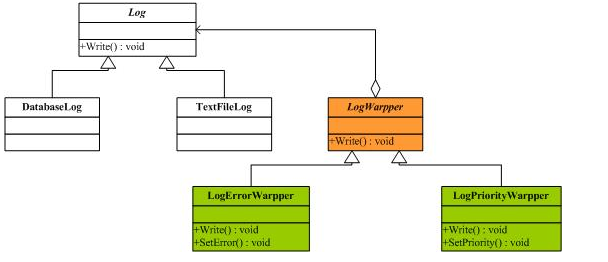 Log
+Write() : void
DatabaseLog
TextFileLog
LogWarpper
+Write() : void
LogErrorWarpper
+Write() : void
+SetError() : void
LogPriorityWarpper
+Write() : void
+SetPriority() : void